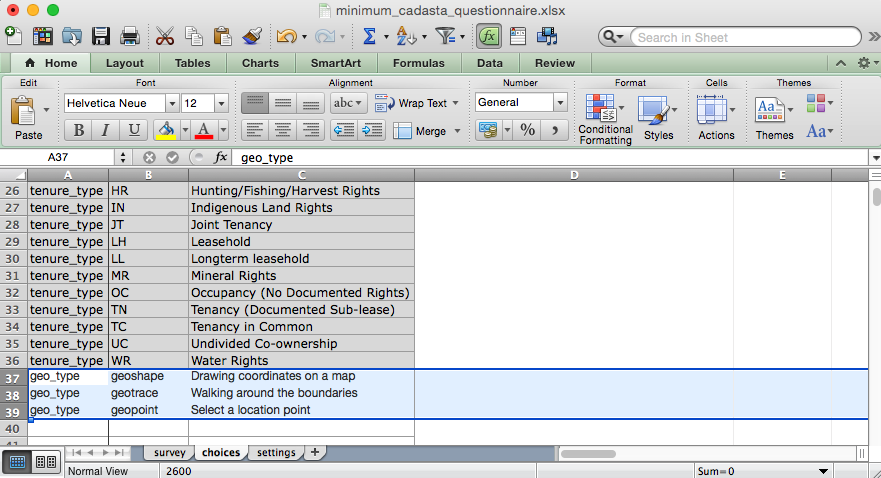 minimum_cadasta_questionnaire.xlsx
Search in Sheet
Home Layout Tables Charts SmartArt Formulas Data Review
Edit Font Alignment Number Format Cells Themes
Helvetica Neue 12 abc Wrap Text General
Paste B I U A Merge % Conditional Formatting Styles Actions Themes Aa
A37 fx geo_type
A B C D E
26 tenure_type HR Hunting/Fishing/Harvest Rights
27 tenure_type IN Indigenous Land Rights
28 tenure_type JT Joint Tenancy
29 tenure_type LH Leasehold
30 tenure_type LL Longterm leasehold
31 tenure_type MR Mineral Rights
32 tenure_type OC Occupancy (No Documented Rights)
33 tenure_type TN Tenancy (Documented Sub-lease)
34 tenure_type TC Tenancy in Common
35 tenure_type UC Undivided Co-ownership
36 tenure_type WR Water Rights
37 geo_type geoshape Drawing coordinates on a map
38 geo_type geotrace Walking around the boundaries
39 geo_type geopoint Select a location point
40
41
survey choices settings +
Normal View 2600 Sum=0